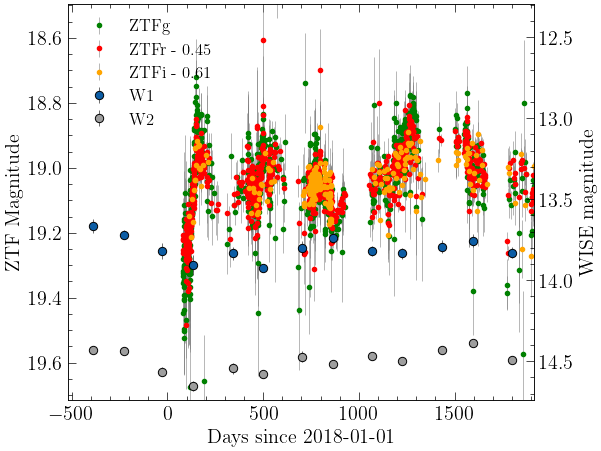 ZTFg
ZTFr - 0.45
ZTFi - 0.61
W1
W2
18.6
18.8
19.0
19.2
19.4
19.6
ZTF Magnitude
12.5
13.0
13.5
14.0
14.5
WISE magnitude
−500 0 500 1000 1500
Days since 2018-01-01